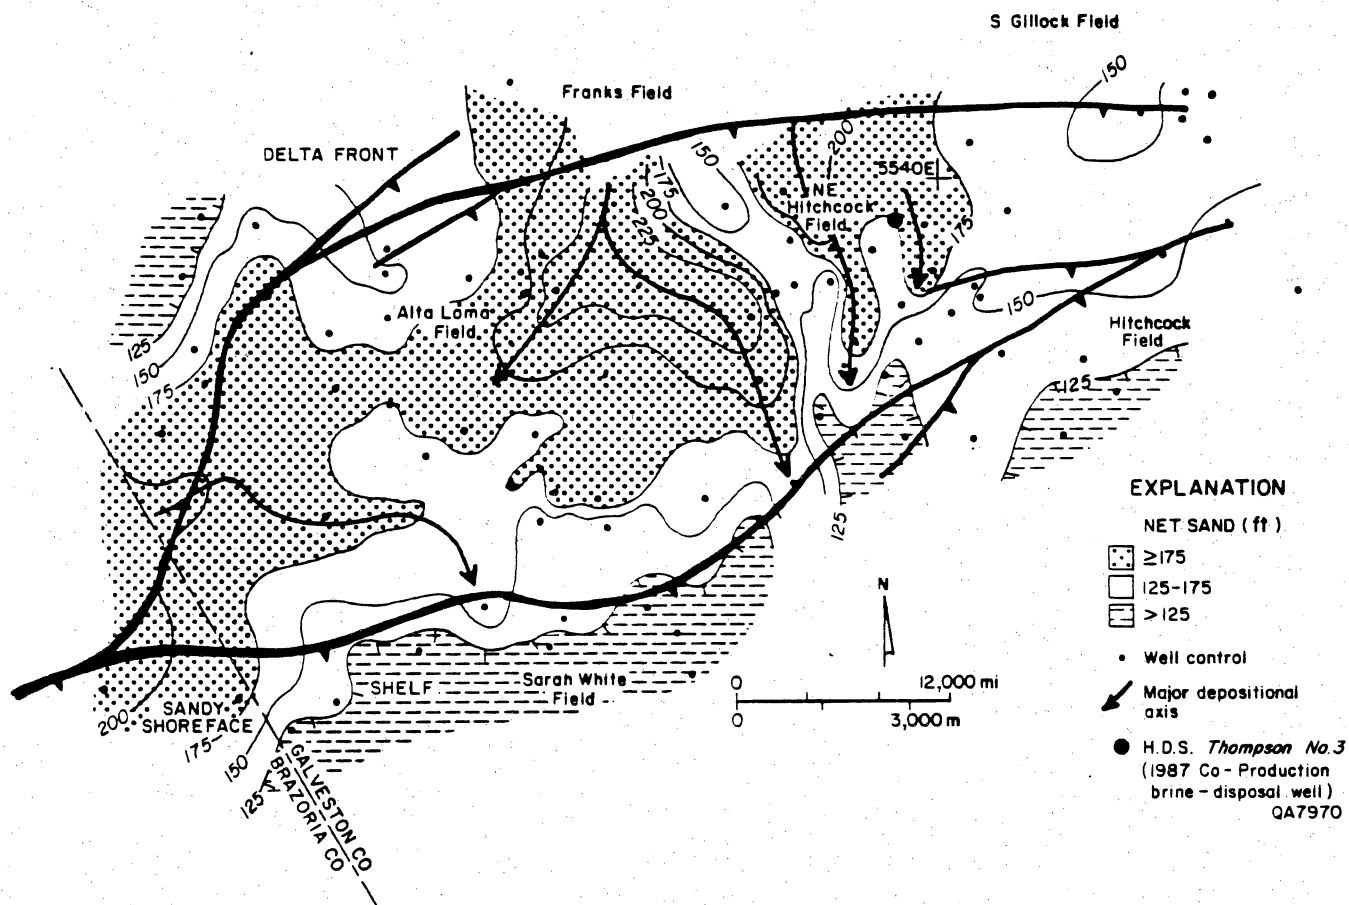 S Gillock Field
150
Franks Field
DELTA FRONT
150
200
175
5540E
200
NE
Hitchcock
Field
225
175
Alta Loma
Field
150
Hitchcock
Field
125
150
175
125
125
EXPLANATION
NET SAND (ft)
≥175
125-175
>125
N
Well control
Major depositional
axis
0 12,000 mi
0 3,000 m
SHELF
Sarah White
Field
SANDY
SHOREFACE
200
175
150
125
GALVESTON CO
BRAZORIA CO
H.D.S. Thompson No.3
(1987 Co-Production
brine-disposal well)
QA7970